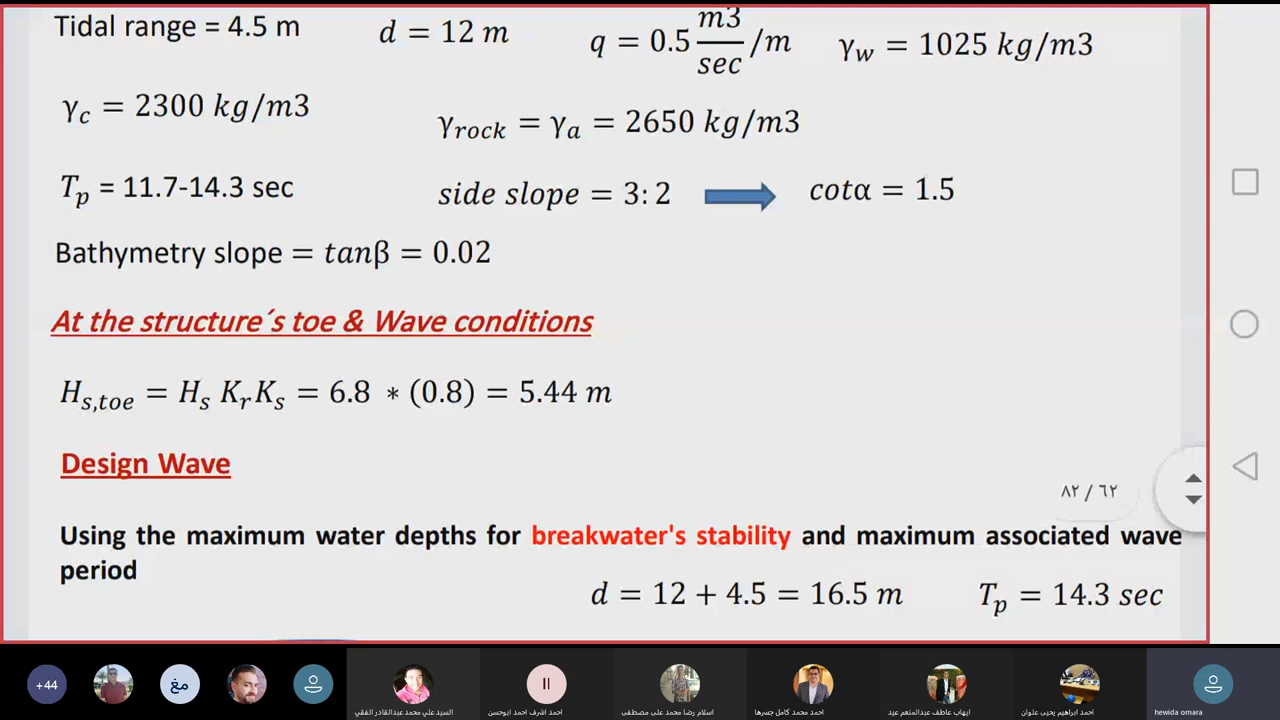 Tidal range = 4.5 m d = 12 m q = 0.5 m3/sec /m γw = 1025 kg/m3
γc = 2300 kg/m3 γrock = γa = 2650 kg/m3
Tp = 11.7-14.3 sec side slope = 3: 2 cotα = 1.5
Bathymetry slope = tanβ = 0.02
At the structure´s toe & Wave conditions
Hs,toe = Hs KrKs = 6.8 * (0.8) = 5.44 m
Design Wave
٦٢ / ٨٢
Using the maximum water depths for breakwater's stability and maximum associated wave
period
d = 12 + 4.5 = 16.5 m Tp = 14.3 sec
+44
مغ
السيد علي محمد عبدالقادر الفقي
احمد اشرف احمد ابوحسن
اسلام رضا محمد على مصطفى
احمد محمد كامل جسرها
ايهاب عاطف عبدالمنعم عيد
احمد ابراهيم يحيى علوان
hewida omara